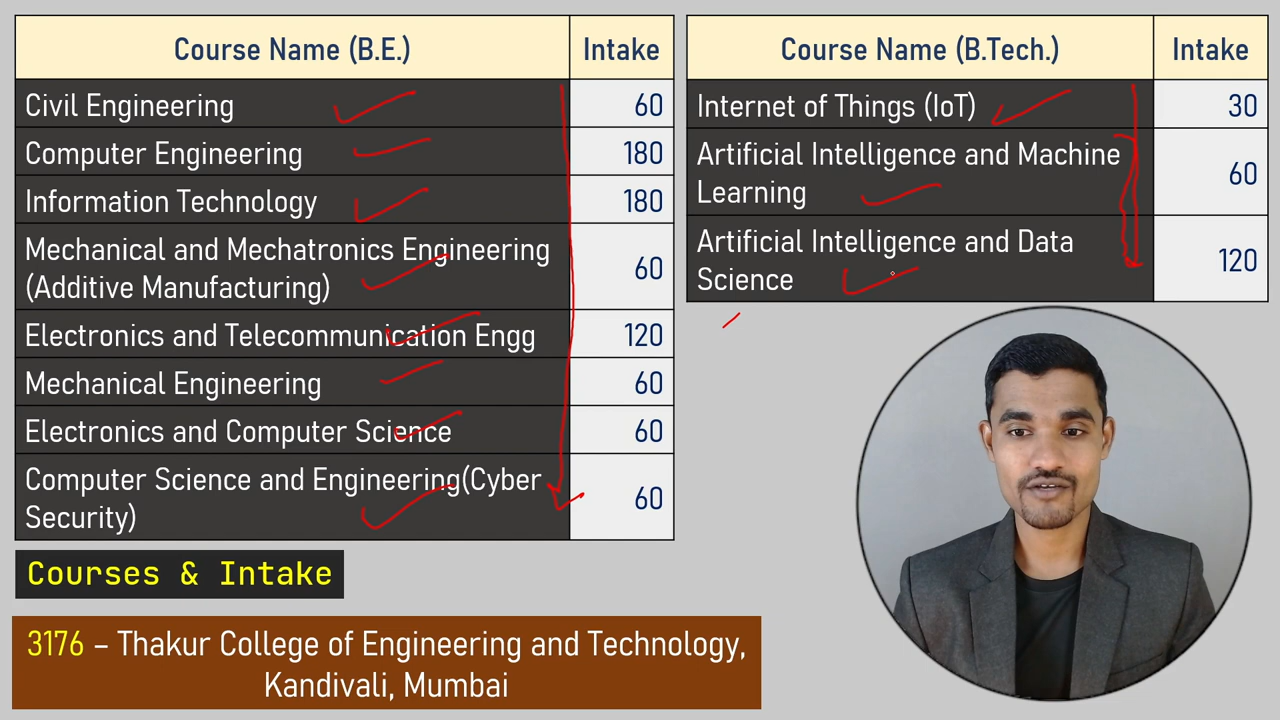 Course Name (B.E.) Intake
Civil Engineering 60
Computer Engineering 180
Information Technology 180
Mechanical and Mechatronics Engineering
(Additive Manufacturing) 60
Electronics and Telecommunication Engg 120
Mechanical Engineering 60
Electronics and Computer Science 60
Computer Science and Engineering(Cyber
Security) 60
Course Name (B.Tech.) Intake
Internet of Things (IoT) 30
Artificial Intelligence and Machine
Learning 60
Artificial Intelligence and Data
Science 120
Courses & Intake
3176 – Thakur College of Engineering and Technology,
Kandivali, Mumbai